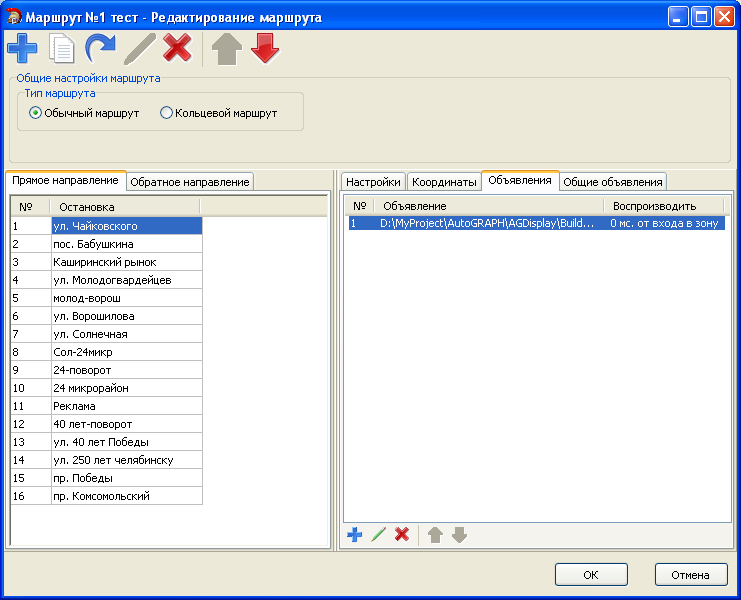 Маршрут №1 тест - Редактирование маршрута
Общие настройки маршрута
Тип маршрута
Обычный маршрут Кольцевой маршрут
Прямое направление Обратное направление
№ Остановка
1 ул. Чайковского
2 пос. Бабушкина
3 Каширинский рынок
4 ул. Молодогвардейцев
5 молод-ворош
6 ул. Ворошилова
7 ул. Солнечная
8 Сол-24микр
9 24-поворот
10 24 микрорайон
11 Реклама
12 40 лет-поворот
13 ул. 40 лет Победы
14 ул. 250 лет челябинску
15 пр. Победы
16 пр. Комсомольский
Настройки Координаты Объявления Общие объявления
№ Объявление Воспроизводить
1 D:\MyProject\AutoGRAPH\AGDisplay\Build... 0 мс. от входа в зону
OK Отмена